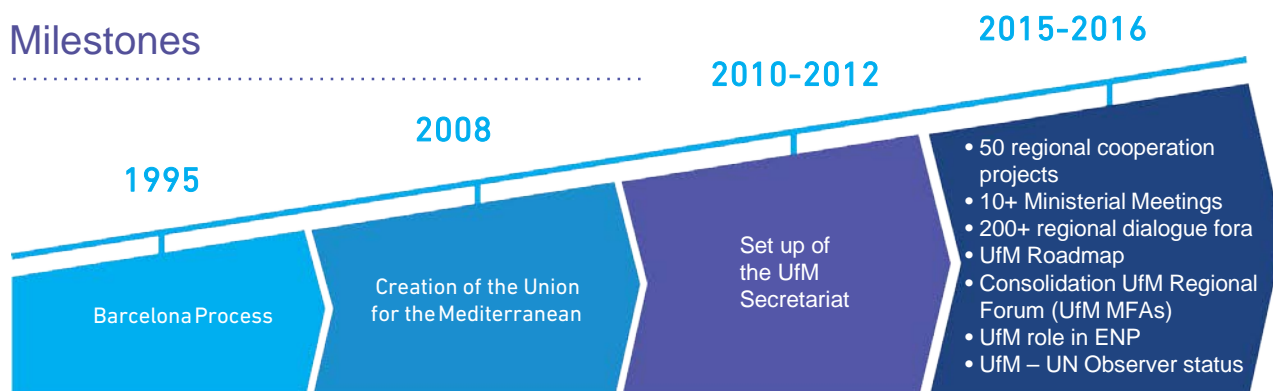 Milestones
1995
Barcelona Process
2008
Creation of the Union
for the Mediterranean
2010-2012
Set up of
the UfM
Secretariat
2015-2016
• 50 regional cooperation
projects
• 10+ Ministerial Meetings
• 200+ regional dialogue fora
• UfM Roadmap
• Consolidation UfM Regional
Forum (UfM MFAs)
• UfM role in ENP
• UfM – UN Observer status